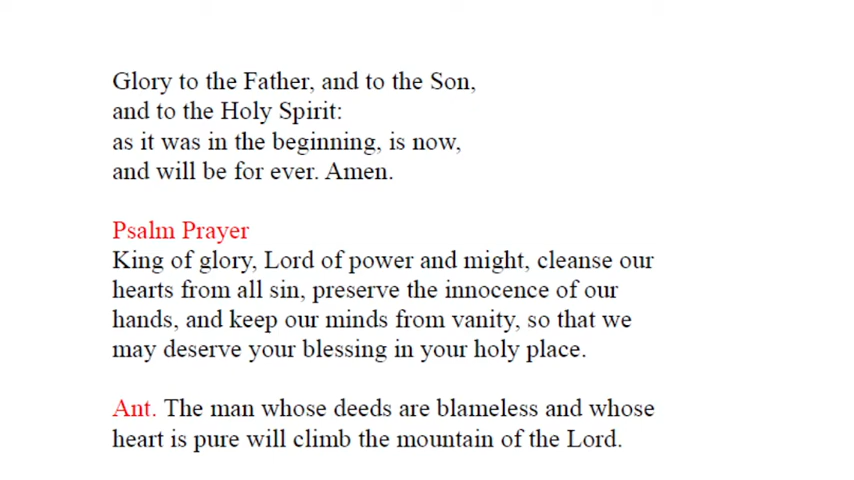 Glory to the Father, and to the Son,
and to the Holy Spirit:
as it was in the beginning, is now,
and will be for ever. Amen.
Psalm Prayer
King of glory, Lord of power and might, cleanse our
hearts from all sin, preserve the innocence of our
hands, and keep our minds from vanity, so that we
may deserve your blessing in your holy place.
Ant. The man whose deeds are blameless and whose
heart is pure will climb the mountain of the Lord.